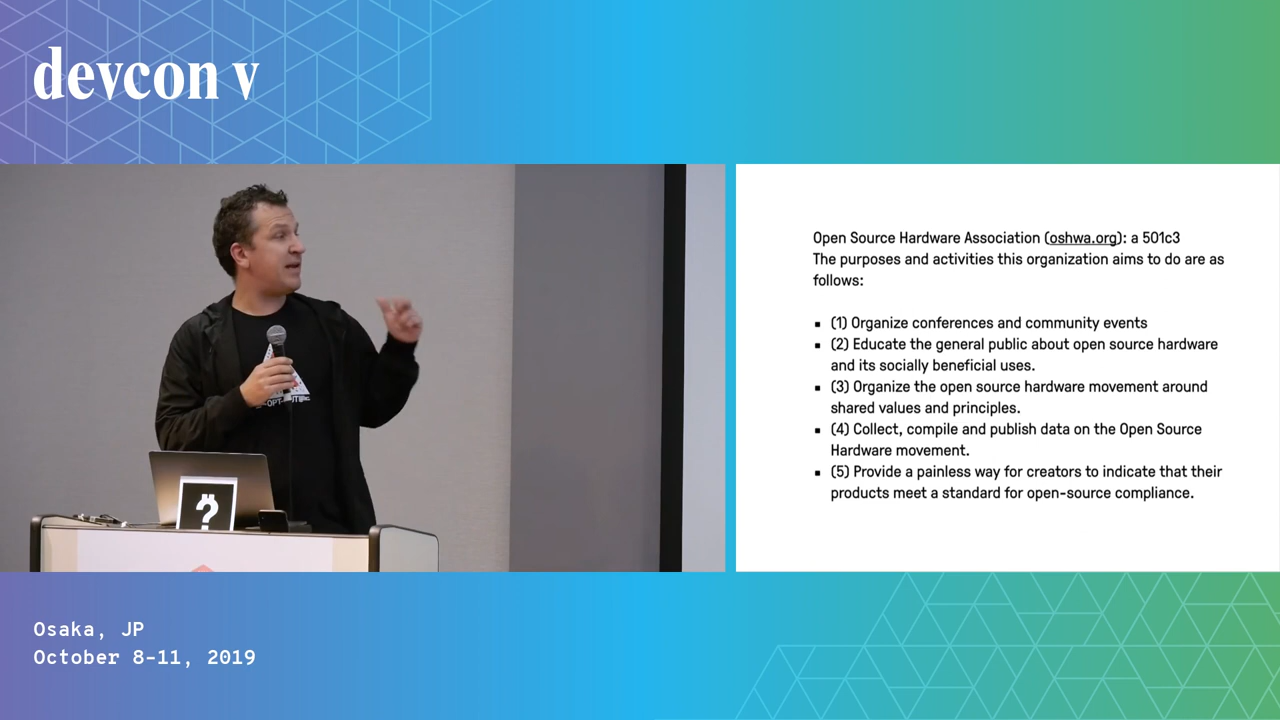 devcon v
Open Source Hardware Association (oshwa.org): a 501c3
The purposes and activities this organization aims to do are as
follows:
▪ (1) Organize conferences and community events
▪ (2) Educate the general public about open source hardware
and its socially beneficial uses.
▪ (3) Organize the open source hardware movement around
shared values and principles.
▪ (4) Collect, compile and publish data on the Open Source
Hardware movement.
▪ (5) Provide a painless way for creators to indicate that their
products meet a standard for open-source compliance.
?
Osaka, JP
October 8-11, 2019